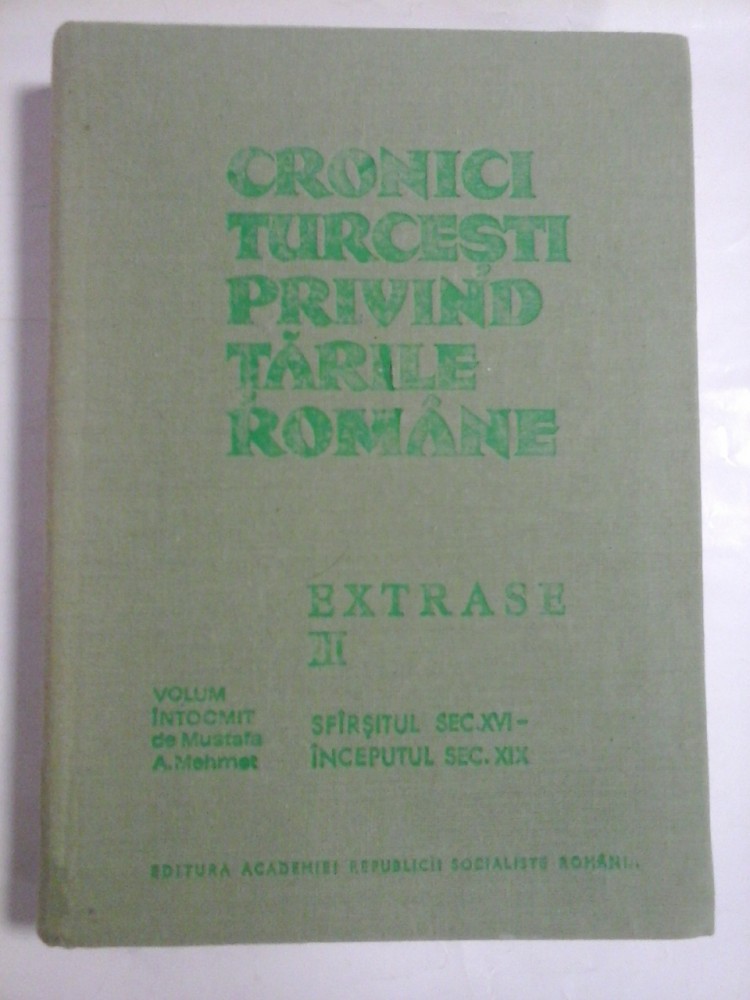 CRONICI
TURCEȘTI
PRIVIND
ȚĂRILE
ROMÂNE
EXTRASE
VOLUM
ÎNTOCMIT
de Mustafa
A. Mehmet
SFÎRȘITUL SEC. XVI –
ÎNCEPUTUL SEC. XIX
EDITURA ACADEMIEI REPUBLICII SOCIALISTE ROMÂNIA